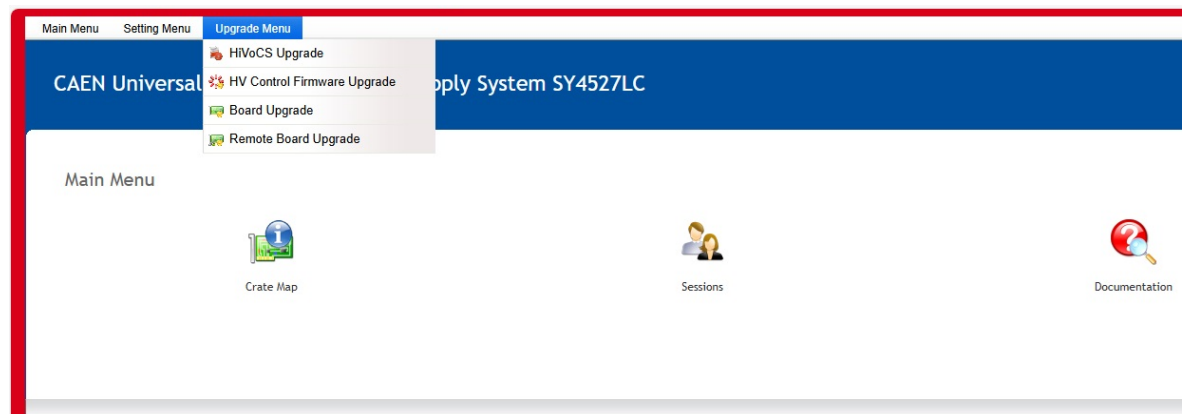 Main Menu Setting Menu Upgrade Menu
HiVoCS Upgrade
HV Control Firmware Upgrade
Board Upgrade
Remote Board Upgrade
CAEN Universal pply System SY4527LC
Main Menu
Crate Map Sessions Documentation